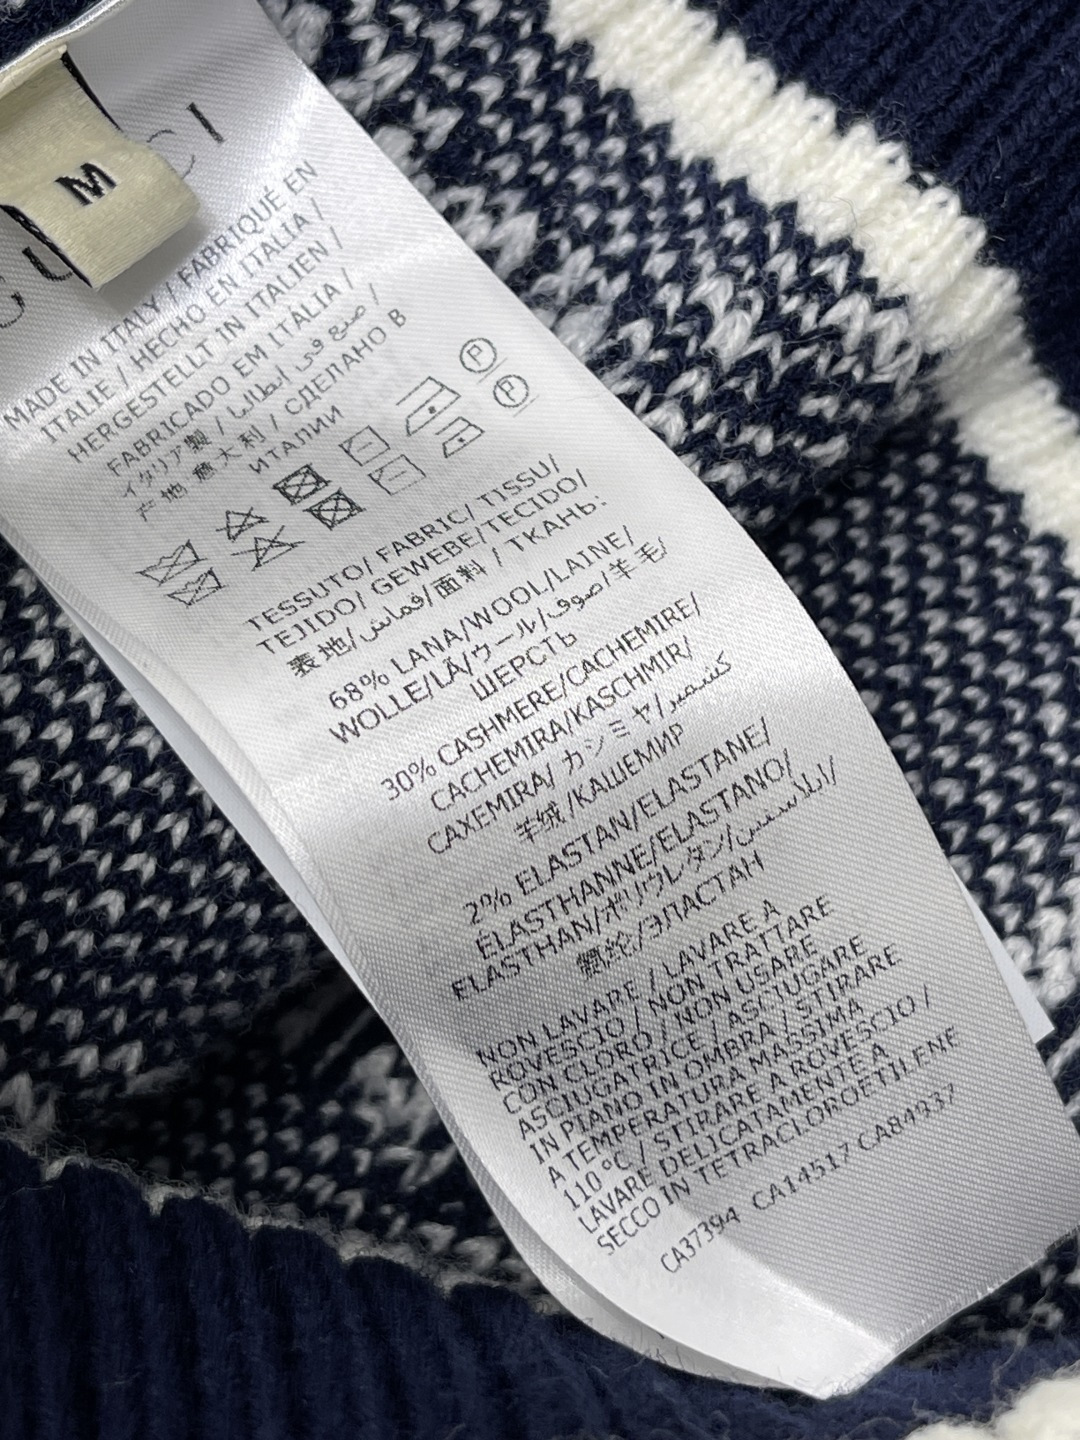 GUCCI
M
MADE IN ITALY / FABRIQUÉ EN
ITALIE / HECHO EN ITALIA /
HERGESTELLT IN ITALIEN /
FABRICADO EM ITÁLIA /
イタリア製 / صنع في إيطاليا /
产地 意大利 / СДЕЛАНО В
ИТАЛИИ
P
P
TESSUTO/ FABRIC/ TISSU/
TEJIDO/ GEWEBE/TECIDO/
表地/قماش/面料 / ТКАНЬ:
68% LANA/WOOL/LAINE/
WOLLE/LÃ/ウール/صوف/羊毛/
ШЕРСТЬ
30% CASHMERE/CACHEMIRE/
CACHEMIRA/KASCHMIR/
CAXEMIRA/カシミヤ/كشمير/
羊绒/КАШЕМИР
2% ELASTAN/ELASTANE/
ELASTHANNE/ELASTANO/
ELASTHAN/ポリウレタン/
氨纶/ЭЛАСТАН
NON LAVARE / LAVARE A
ROVESCIO / NON TRATTARE
CON CLORO / NON USARE
ASCIUGATRICE / ASCIUGARE
IN PIANO IN OMBRA / STIRARE
A TEMPERATURA MASSIMA
110 °C / STIRARE A ROVESCIO /
LAVARE DELICATAMENTE A
SECCO IN TETRACLOROETILENE
CA37394 CA14517 CA84937